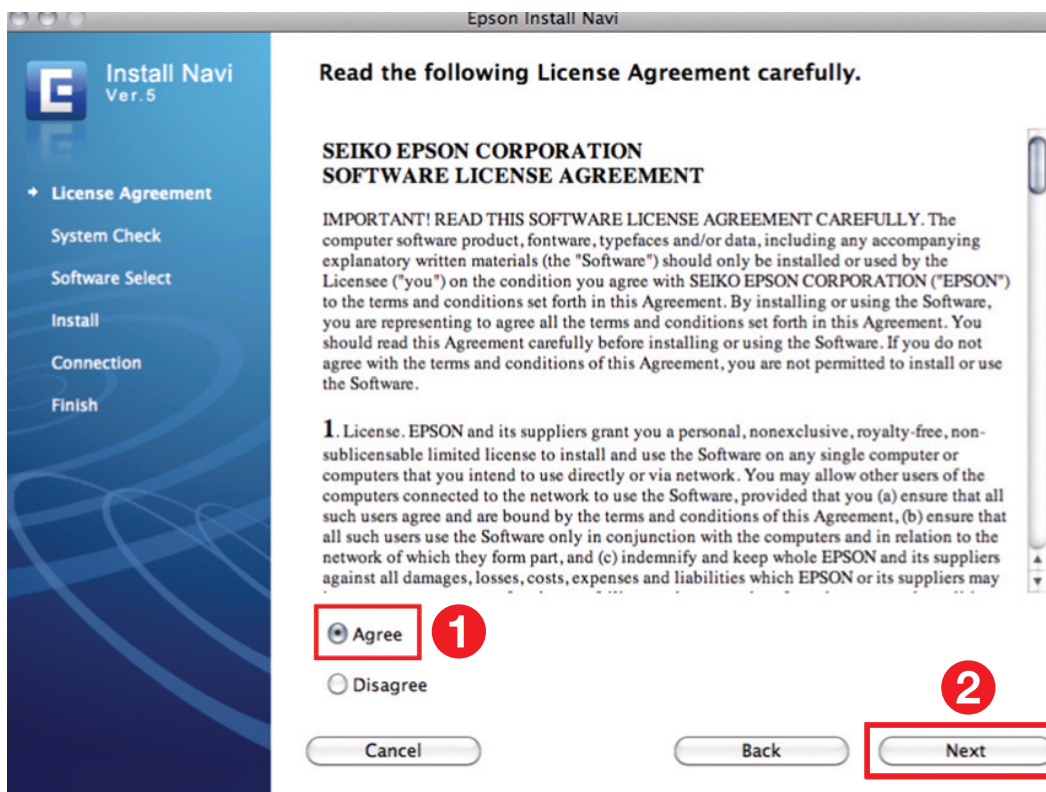 Epson Install Navi
Install Navi
Ver.5
License Agreement
System Check
Software Select
Install
Connection
Finish
Read the following License Agreement carefully.
SEIKO EPSON CORPORATION
SOFTWARE LICENSE AGREEMENT
IMPORTANT! READ THIS SOFTWARE LICENSE AGREEMENT CAREFULLY. The
computer software product, fontware, typefaces and/or data, including any accompanying
explanatory written materials (the "Software") should only be installed or used by the
Licensee ("you") on the condition you agree with SEIKO EPSON CORPORATION ("EPSON")
to the terms and conditions set forth in this Agreement. By installing or using the Software,
you are representing to agree all the terms and conditions set forth in this Agreement. You
should read this Agreement carefully before installing or using the Software. If you do not
agree with the terms and conditions of this Agreement, you are not permitted to install or use
the Software.
1. License. EPSON and its suppliers grant you a personal, nonexclusive, royalty-free, non-
sublicensable limited license to install and use the Software on any single computer or
computers that you intend to use directly or via network. You may allow other users of the
computers connected to the network to use the Software, provided that you (a) ensure that all
such users agree and are bound by the terms and conditions of this Agreement, (b) ensure that
all such users use the Software only in conjunction with the computers and in relation to the
network of which they form part, and (c) indemnify and keep whole EPSON and its suppliers
against all damages, losses, costs, expenses and liabilities which EPSON or its suppliers may
Agree
1
Disagree
2
Cancel
Back
Next